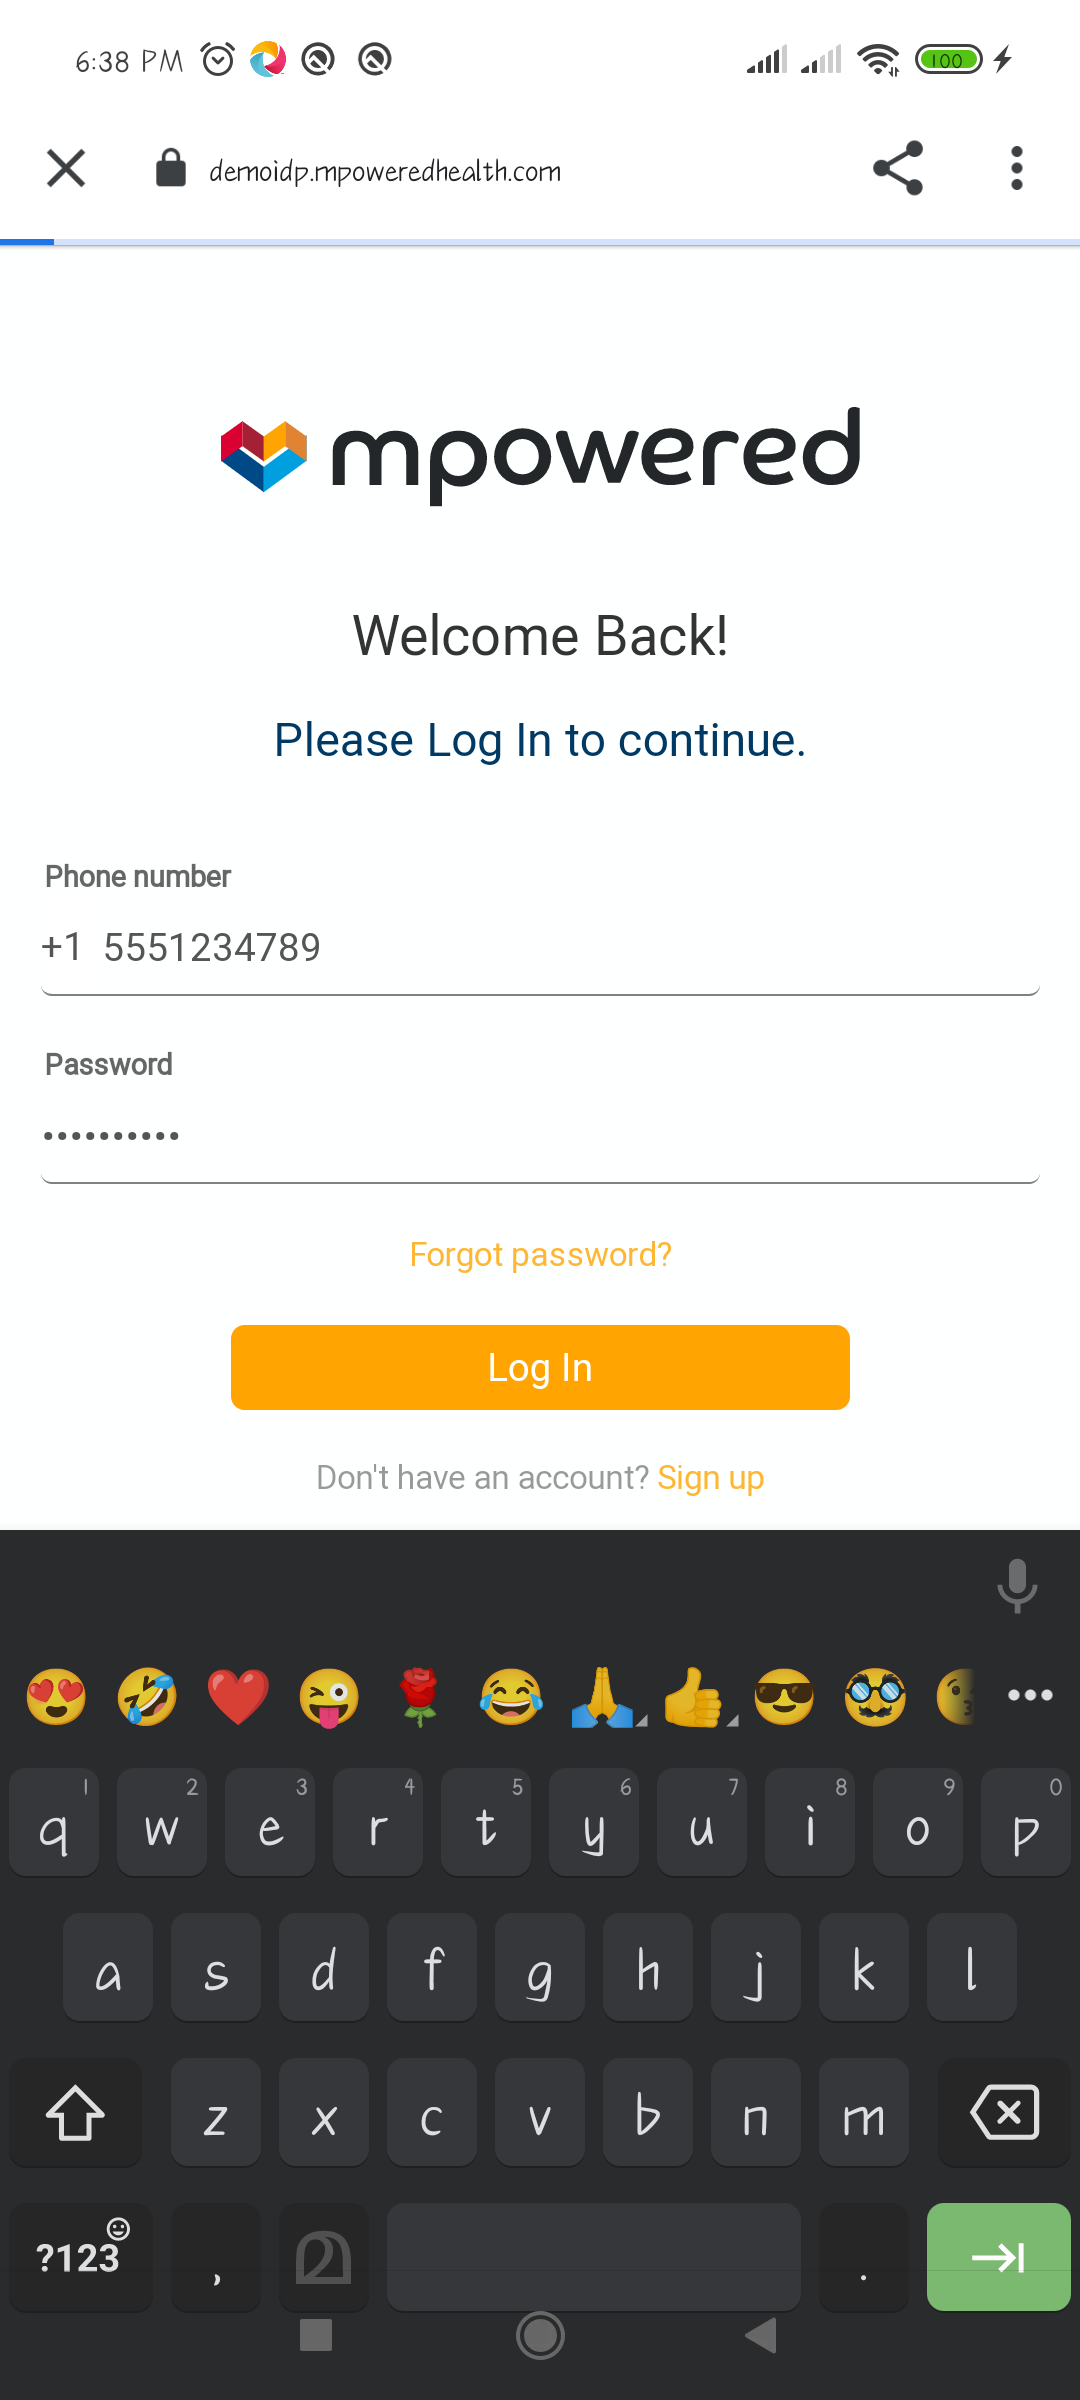 6:38 PM 100
demoidp.mpoweredhealth.com
mpowered
Welcome Back!
Please Log In to continue.
Phone number
+1 5551234789
Password
••••••••••
Forgot password?
Log In
Don't have an account? Sign up
1 2 3 4 5 6 7 8 9 0
q w e r t y u i o p
a s d f g h j k l
z x c v b n m
?123 , .